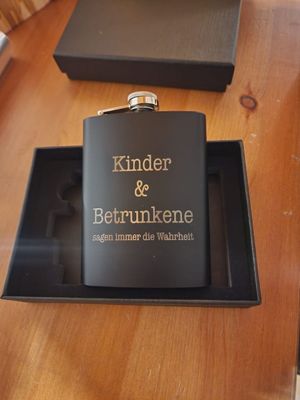 Kinder
&
Betrunkene
sagen immer die Wahrheit